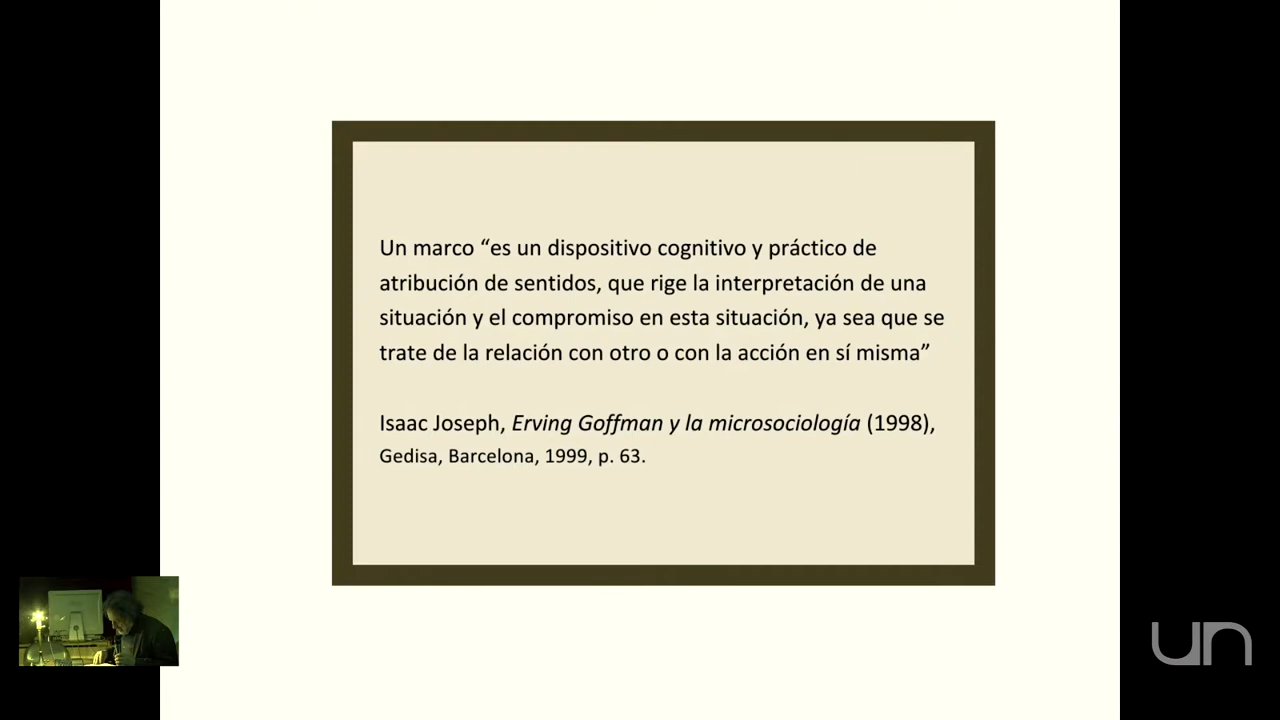 Un marco “es un dispositivo cognitivo y práctico de
atribución de sentidos, que rige la interpretación de una
situación y el compromiso en esta situación, ya sea que se
trate de la relación con otro o con la acción en sí misma”
Isaac Joseph, Erving Goffman y la microsociología (1998),
Gedisa, Barcelona, 1999, p. 63.
un